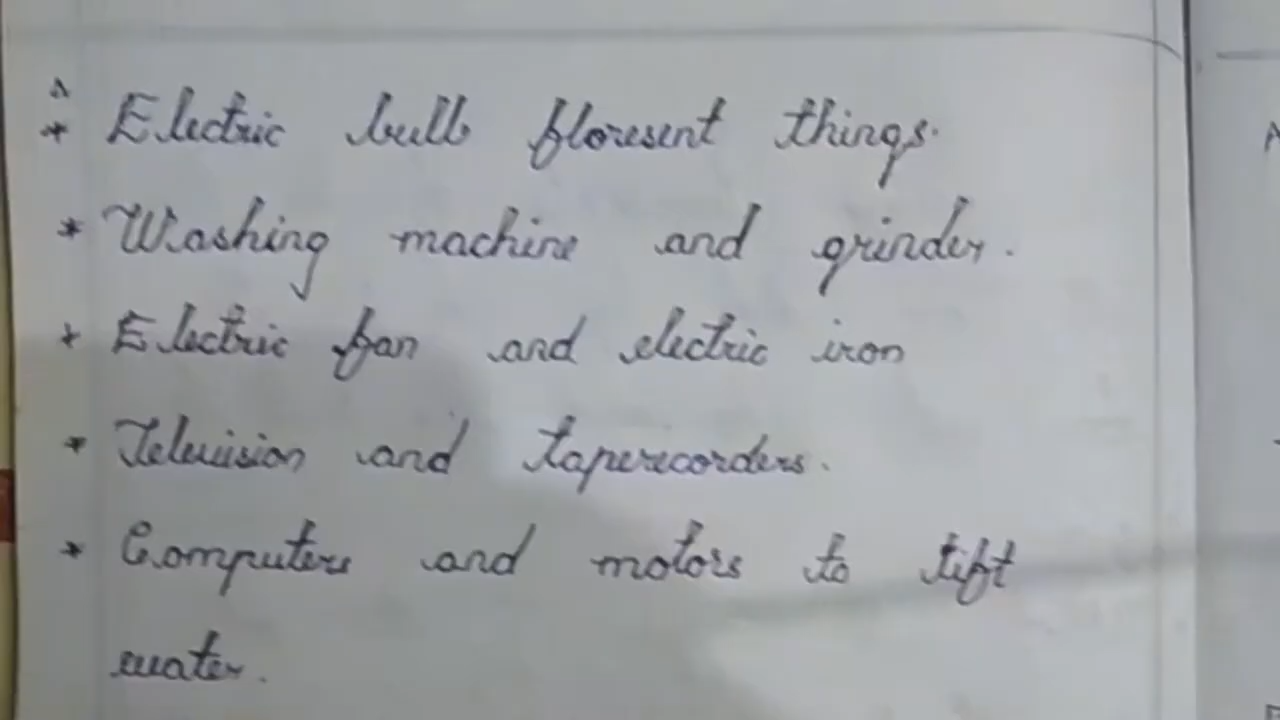 * Electric bulb floresent things.
* Washing machine and grinder.
* Electric fan and electric iron
* Television and taperecorders.
* Computers and motors to tift
water.